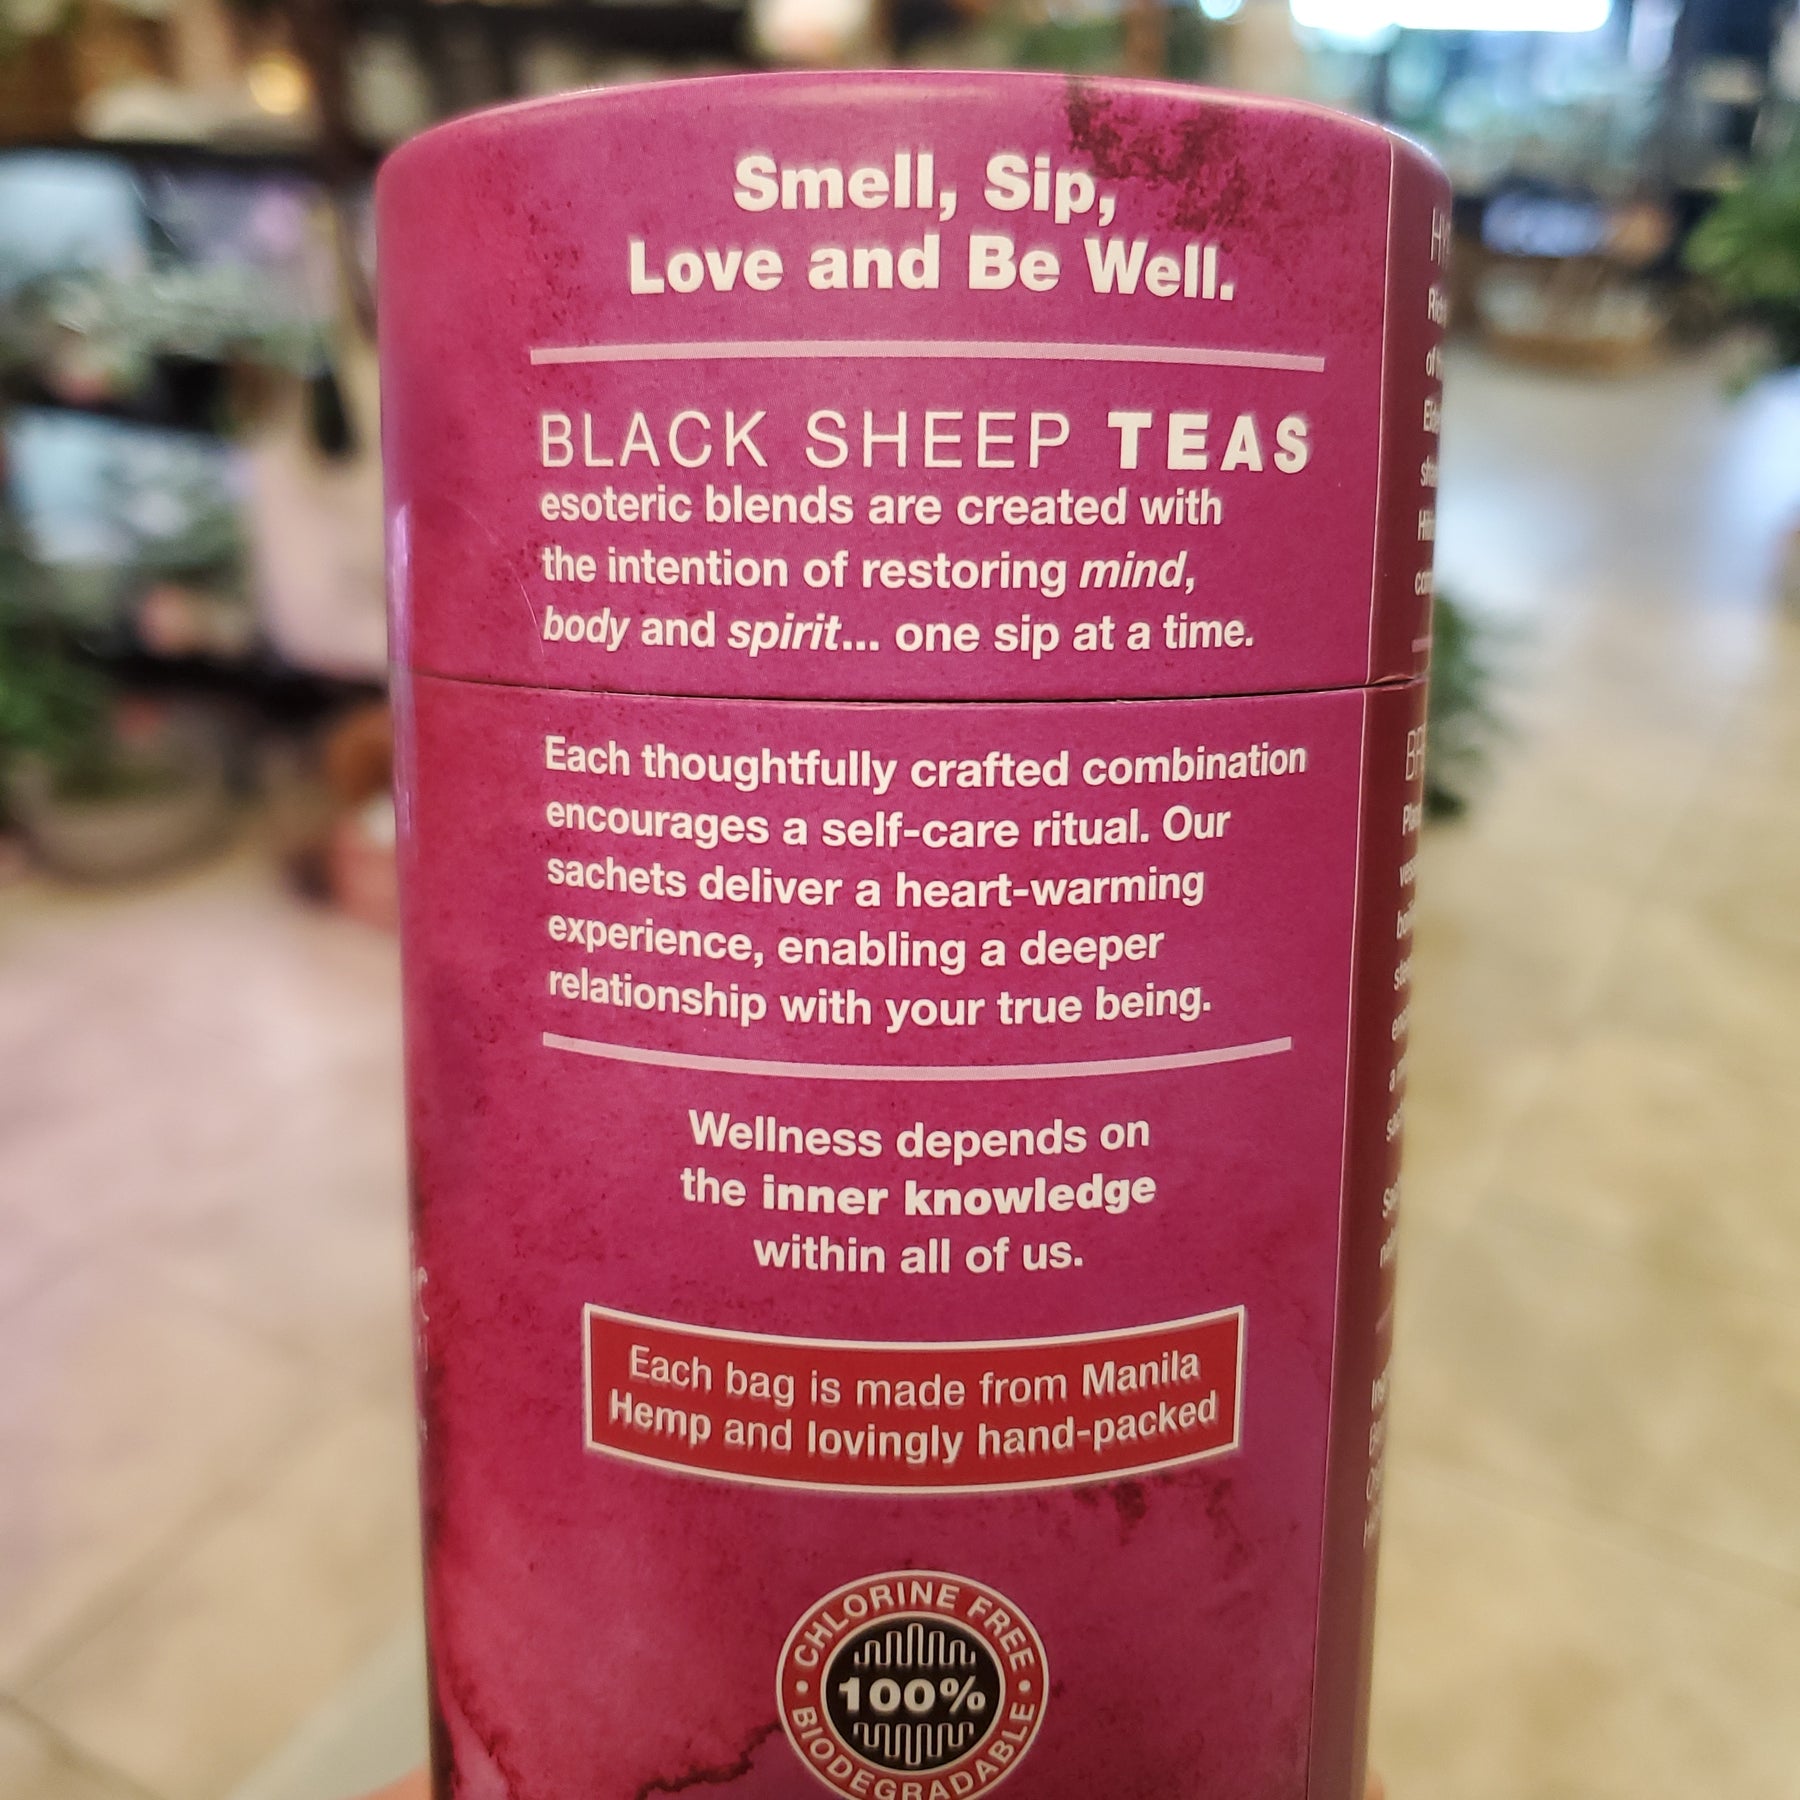 Smell, Sip,
Love and Be Well.
BLACK SHEEP TEAS
esoteric blends are created with
the intention of restoring mind,
body and spirit... one sip at a time.
Each thoughtfully crafted combination
encourages a self-care ritual. Our
sachets deliver a heart-warming
experience, enabling a deeper
relationship with your true being.
Wellness depends on
the inner knowledge
within all of us.
Each bag is made from Manila
Hemp and lovingly hand-packed
CHLORINE FREE
100%
BIODEGRADABLE